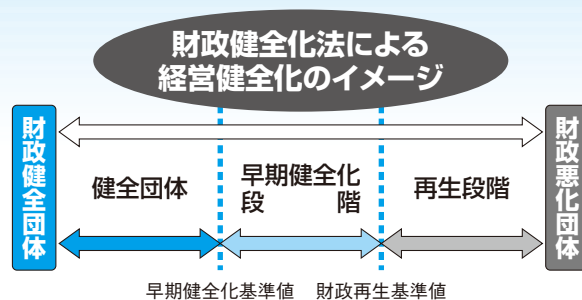 財政健全化法による
経営健全化のイメージ
財政健全団体
健全団体
早期健全化
段階
再生段階
財政悪化団体
早期健全化基準値
財政再生基準値